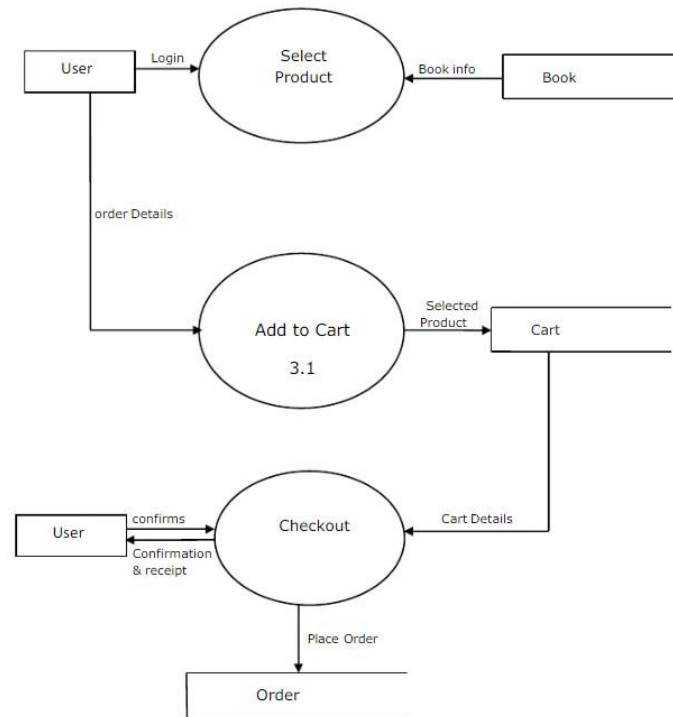 User
Login
Select
Product
Book info
Book
order Details
Add to Cart
3.1
Selected
Product
Cart
User
confirms
Confirmation
& receipt
Checkout
Cart Details
Place Order
Order